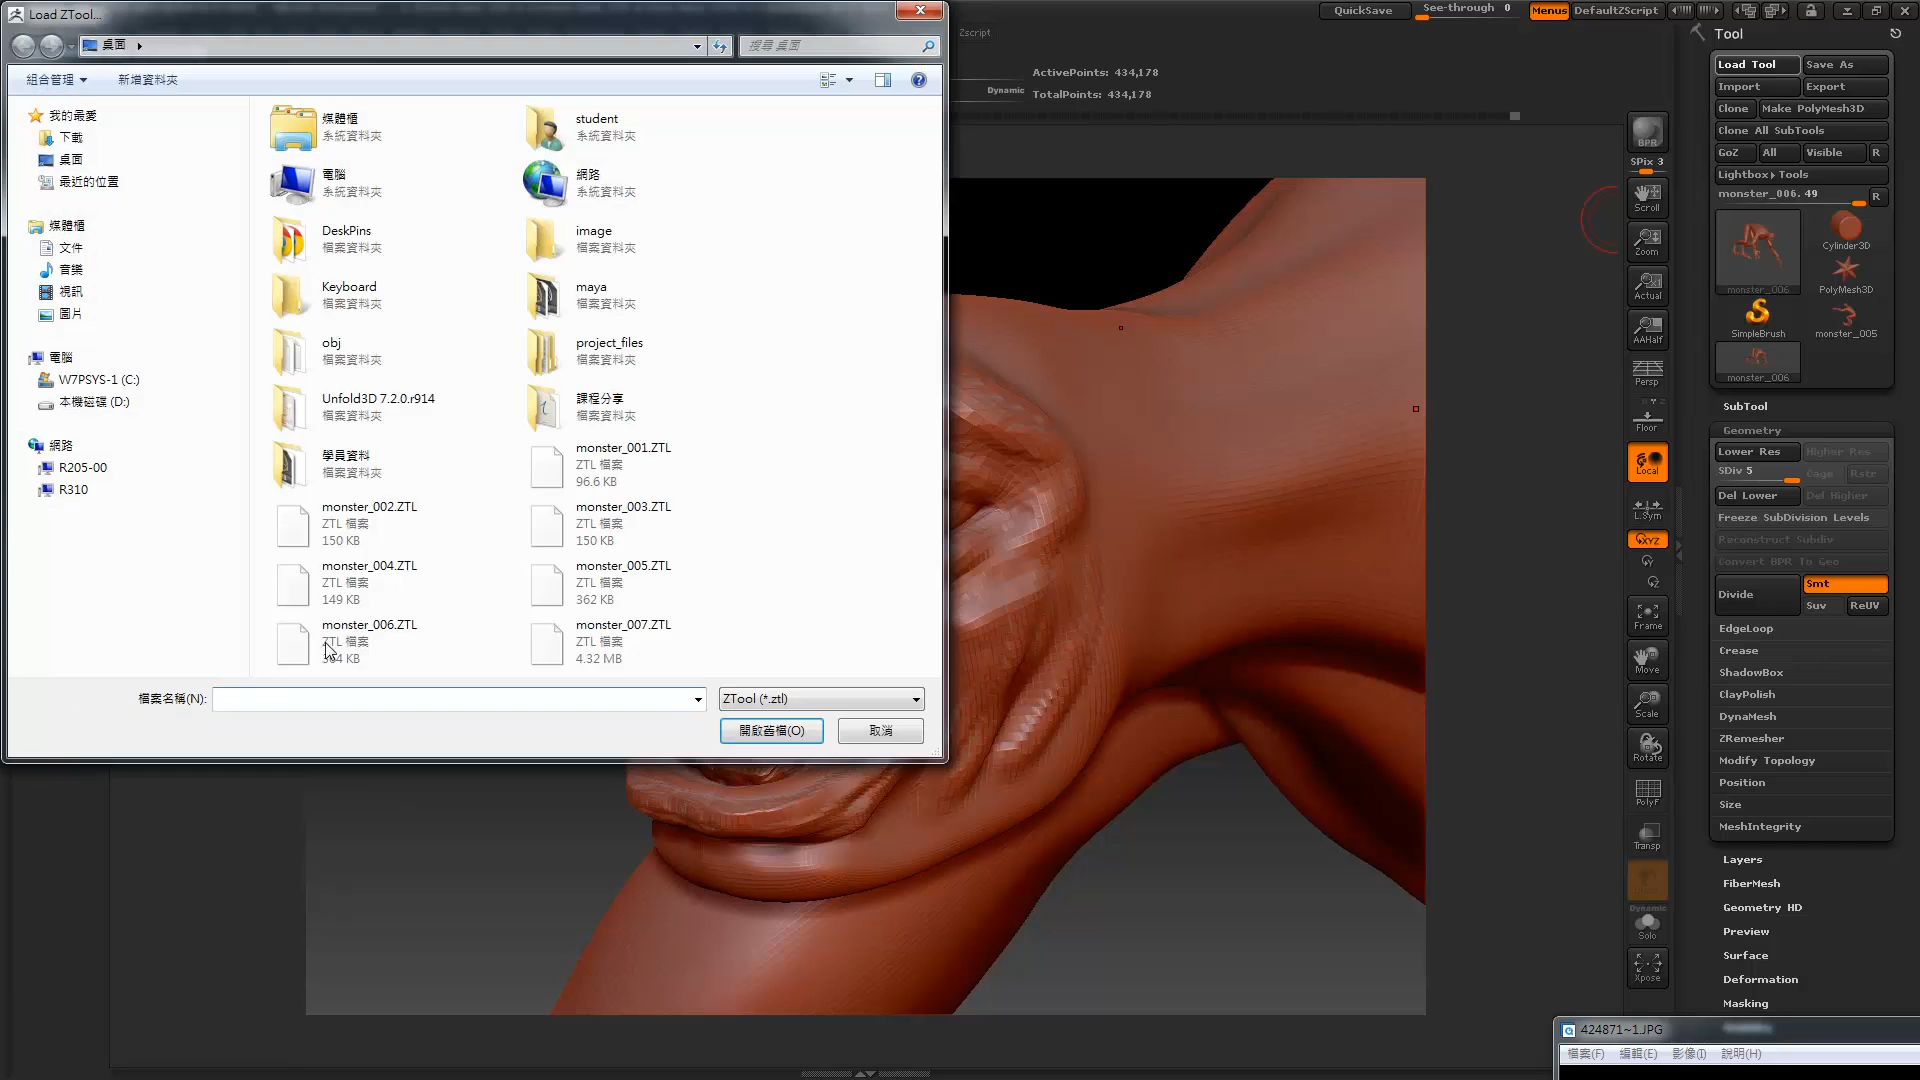 Load ZTool...
桌面
搜尋 桌面
組合管理
新增資料夾
我的最愛
下載
桌面
最近的位置
媒體櫃
文件
音樂
視訊
圖片
電腦
W7PSYS-1 (C:)
本機磁碟 (D:)
網路
R205-00
R310
媒體櫃
系統資料夾
student
系統資料夾
電腦
系統資料夾
網路
系統資料夾
DeskPins
檔案資料夾
image
檔案資料夾
Keyboard
檔案資料夾
maya
檔案資料夾
obj
檔案資料夾
project_files
檔案資料夾
Unfold3D 7.2.0.r914
檔案資料夾
課程分享
檔案資料夾
學員資料
檔案資料夾
monster_001.ZTL
ZTL 檔案
96.6 KB
monster_002.ZTL
ZTL 檔案
150 KB
monster_003.ZTL
ZTL 檔案
150 KB
monster_004.ZTL
ZTL 檔案
149 KB
monster_005.ZTL
ZTL 檔案
362 KB
monster_006.ZTL
ZTL 檔案
KB
monster_007.ZTL
ZTL 檔案
4.32 MB
檔案名稱(N):
ZTool (*.ztl)
開啟舊檔(O)
取消
QuickSave
See-through 0
Menus
DefaultZScript
Zscript
ActivePoints: 434,178
Dynamic
TotalPoints: 434,178
BPR
SPix 3
Scroll
Zoom
Actual
AAHalf
Persp
Floor
Local
L.Sym
XYZ
Frame
Move
Scale
Rotate
PolyF
Transp
Dynamic
Solo
Xpose
Tool
Load Tool
Save As
Import
Export
Clone
Make PolyMesh3D
Clone All SubTools
GoZ
All
Visible
R
Lightbox▸Tools
monster_006. 49
R
monster_006
Cylinder3D
PolyMesh3D
SimpleBrush
monster_005
monster_006
SubTool
Geometry
Lower Res
Higher Res
SDiv 5
Cage
Rstr
Del Lower
Del Higher
Freeze SubDivision Levels
Reconstruct Subdiv
Convert BPR To Geo
Divide
Smt
Suv
ReUV
EdgeLoop
Crease
ShadowBox
ClayPolish
DynaMesh
ZRemesher
Modify Topology
Position
Size
MeshIntegrity
Layers
FiberMesh
Geometry HD
Preview
Surface
Deformation
Masking
424871~1.JPG
檔案(F)
編輯(E)
影像(I)
說明(H)